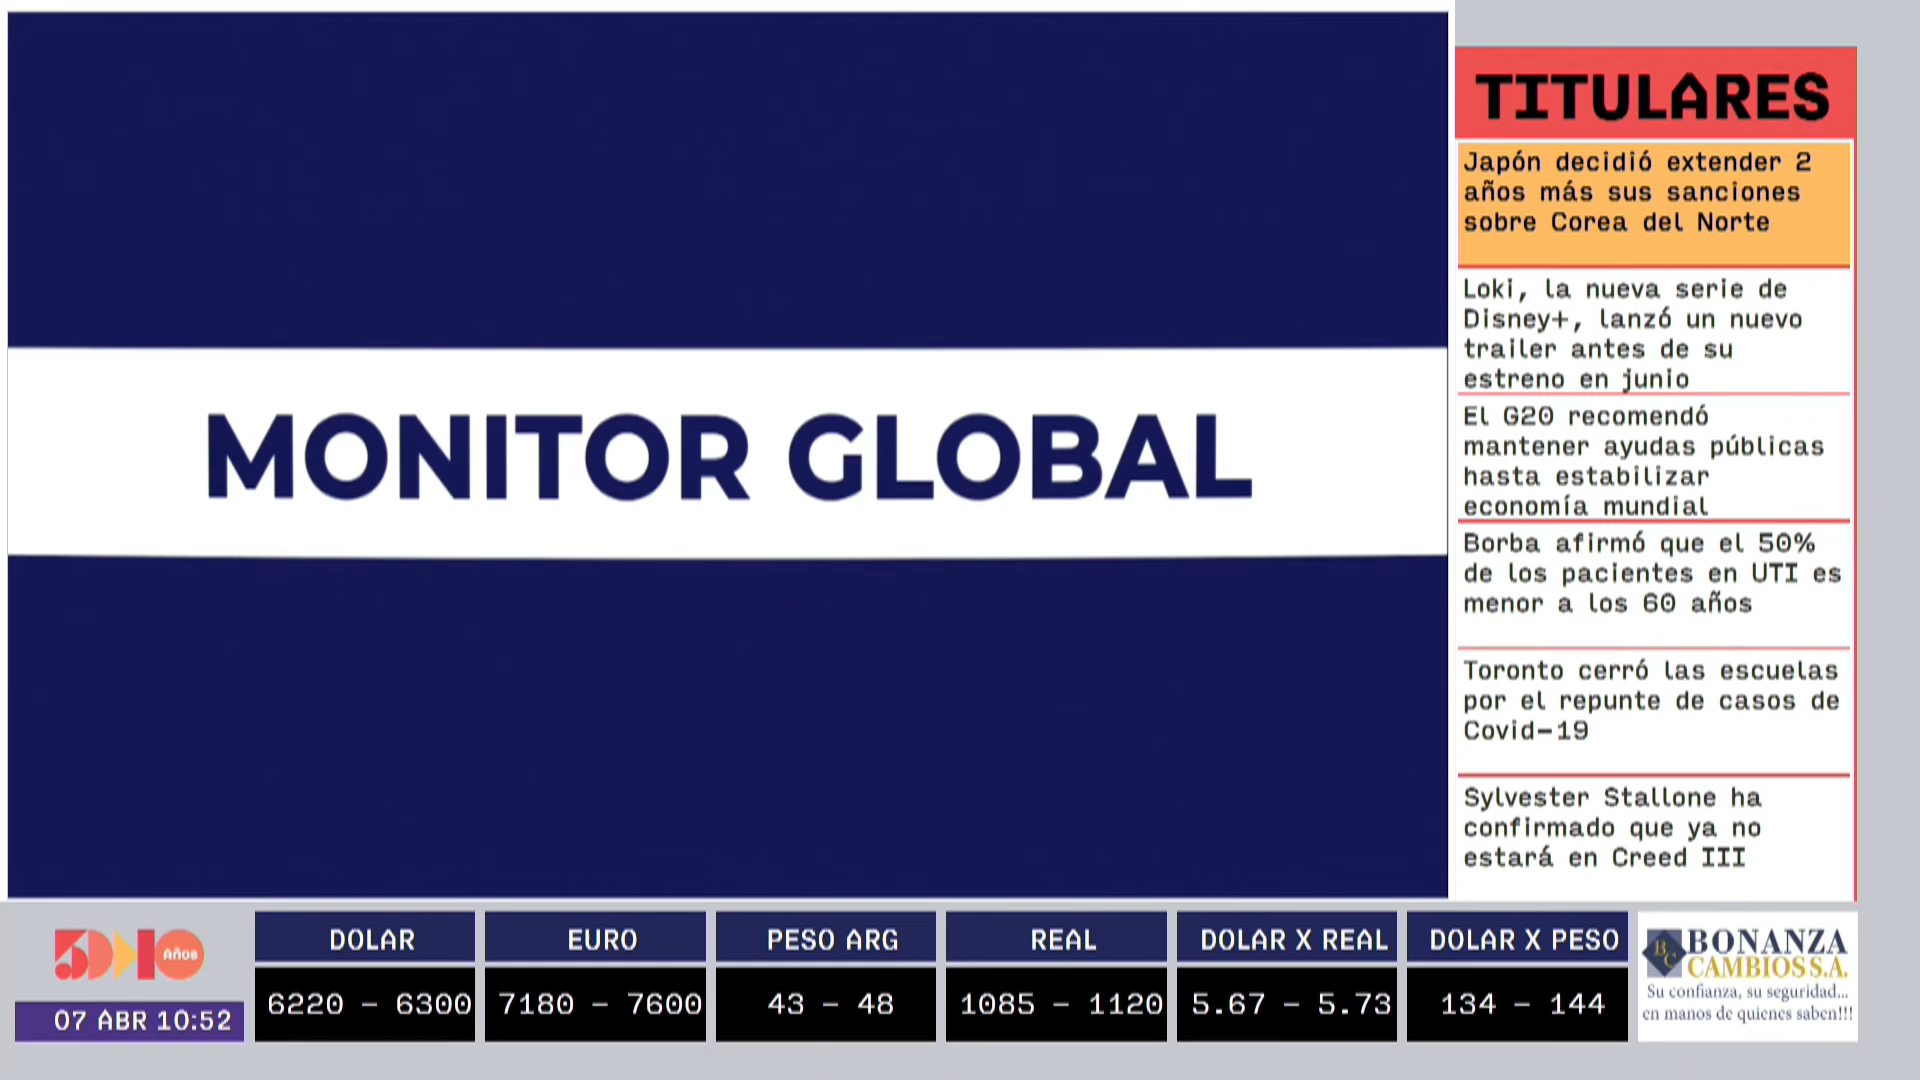 MONITOR GLOBAL
TITULARES
Japón decidió extender 2
años más sus sanciones
sobre Corea del Norte
Loki, la nueva serie de
Disney+, lanzó un nuevo
trailer antes de su
estreno en junio
El G20 recomendó
mantener ayudas públicas
hasta estabilizar
economía mundial
Borba afirmó que el 50%
de los pacientes en UTI es
menor a los 60 años
Toronto cerró las escuelas
por el repunte de casos de
Covid-19
Sylvester Stallone ha
confirmado que ya no
estará en Creed III
Años
07 ABR 10:52
DOLAR
6220 - 6300
EURO
7180 - 7600
PESO ARG
43 - 48
REAL
1085 - 1120
DOLAR X REAL
5.67 - 5.73
DOLAR X PESO
134 - 144
BC
BONANZA
CAMBIOS S.A.
Su confianza, su seguridad...
en manos de quienes saben!!!